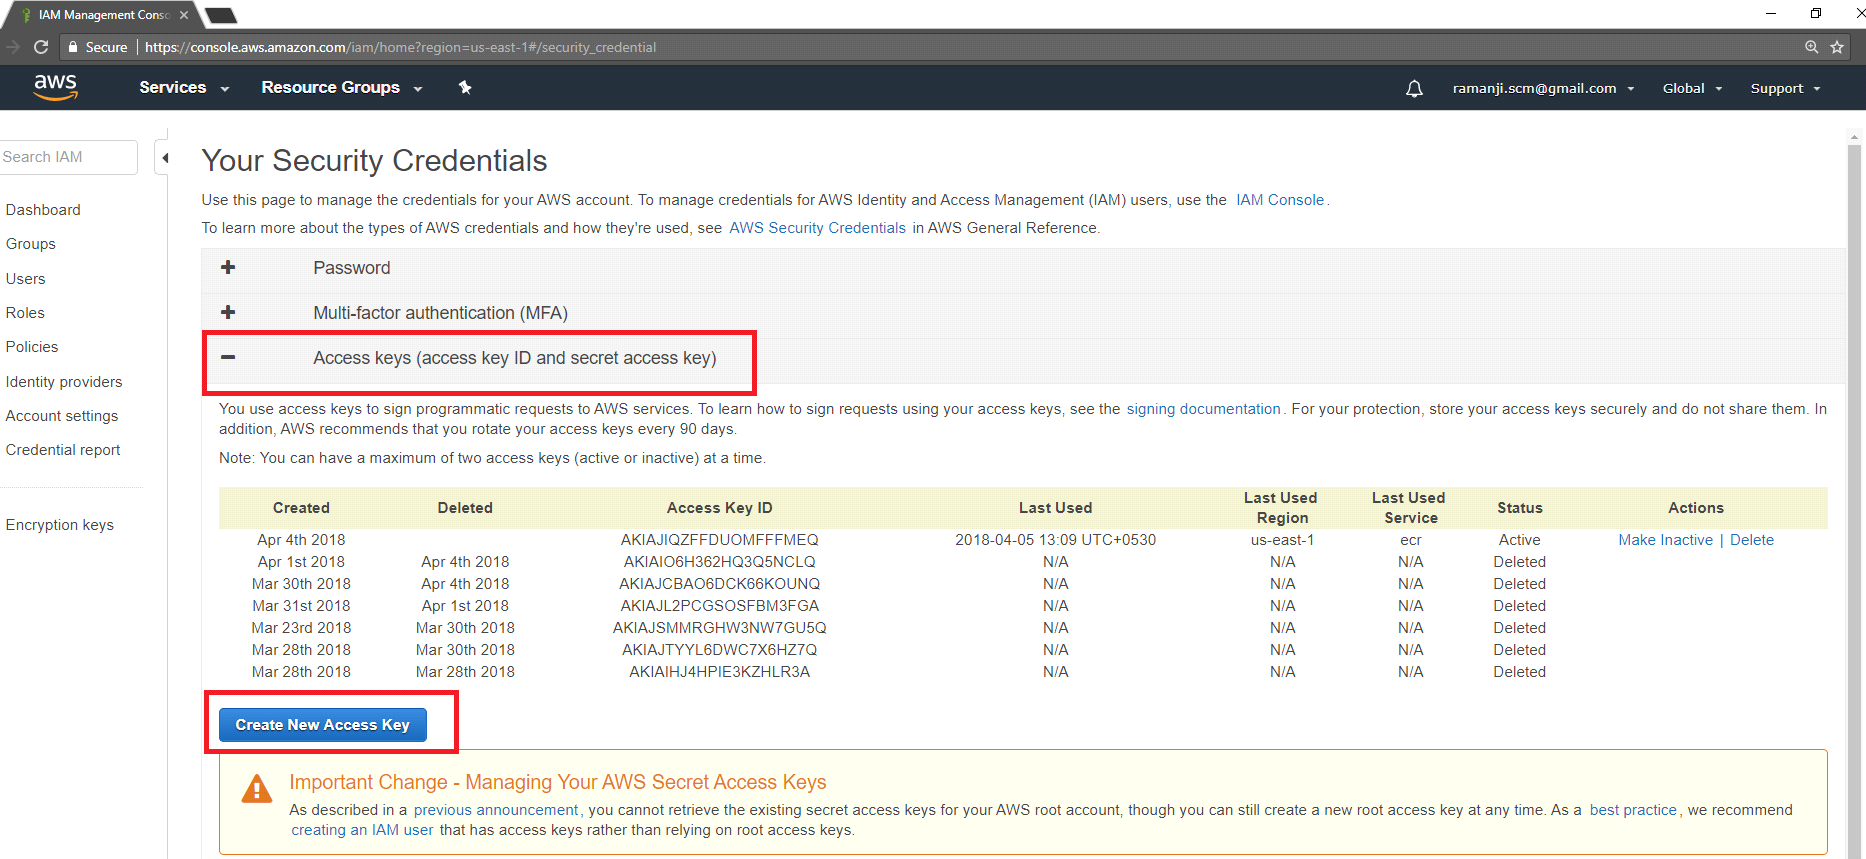 IAM Management Conso
Secure | https://console.aws.amazon.com/iam/home?region=us-east-1#/security_credential
aws Services Resource Groups ramanji.scm@gmail.com Global Support
Search IAM
Dashboard
Groups
Users
Roles
Policies
Identity providers
Account settings
Credential report
Encryption keys
Your Security Credentials
Use this page to manage the credentials for your AWS account. To manage credentials for AWS Identity and Access Management (IAM) users, use the IAM Console.
To learn more about the types of AWS credentials and how they're used, see AWS Security Credentials in AWS General Reference.
Password
Multi-factor authentication (MFA)
Access keys (access key ID and secret access key)
You use access keys to sign programmatic requests to AWS services. To learn how to sign requests using your access keys, see the signing documentation. For your protection, store your access keys securely and do not share them. In
addition, AWS recommends that you rotate your access keys every 90 days.
Note: You can have a maximum of two access keys (active or inactive) at a time.
Created Deleted Access Key ID Last Used Last Used Region Last Used Service Status Actions
Apr 4th 2018 AKIAJIQZFFDUOMFFFMEQ 2018-04-05 13:09 UTC+0530 us-east-1 ecr Active Make Inactive | Delete
Apr 1st 2018 Apr 4th 2018 AKIAIO6H362HQ3Q5NCLQ N/A N/A N/A Deleted
Mar 30th 2018 Apr 4th 2018 AKIAJCBAO6DCK66KOUNQ N/A N/A N/A Deleted
Mar 31st 2018 Apr 1st 2018 AKIAJL2PCGSOSFBM3FGA N/A N/A N/A Deleted
Mar 23rd 2018 Mar 30th 2018 AKIAJSMMRGHW3NW7GU5Q N/A N/A N/A Deleted
Mar 28th 2018 Mar 30th 2018 AKIAJTYYL6DWC7X6HZ7Q N/A N/A N/A Deleted
Mar 28th 2018 Mar 28th 2018 AKIAIHJ4HPIE3KZHLR3A N/A N/A N/A Deleted
Create New Access Key
Important Change - Managing Your AWS Secret Access Keys
As described in a previous announcement, you cannot retrieve the existing secret access keys for your AWS root account, though you can still create a new root access key at any time. As a best practice, we recommend
creating an IAM user that has access keys rather than relying on root access keys.